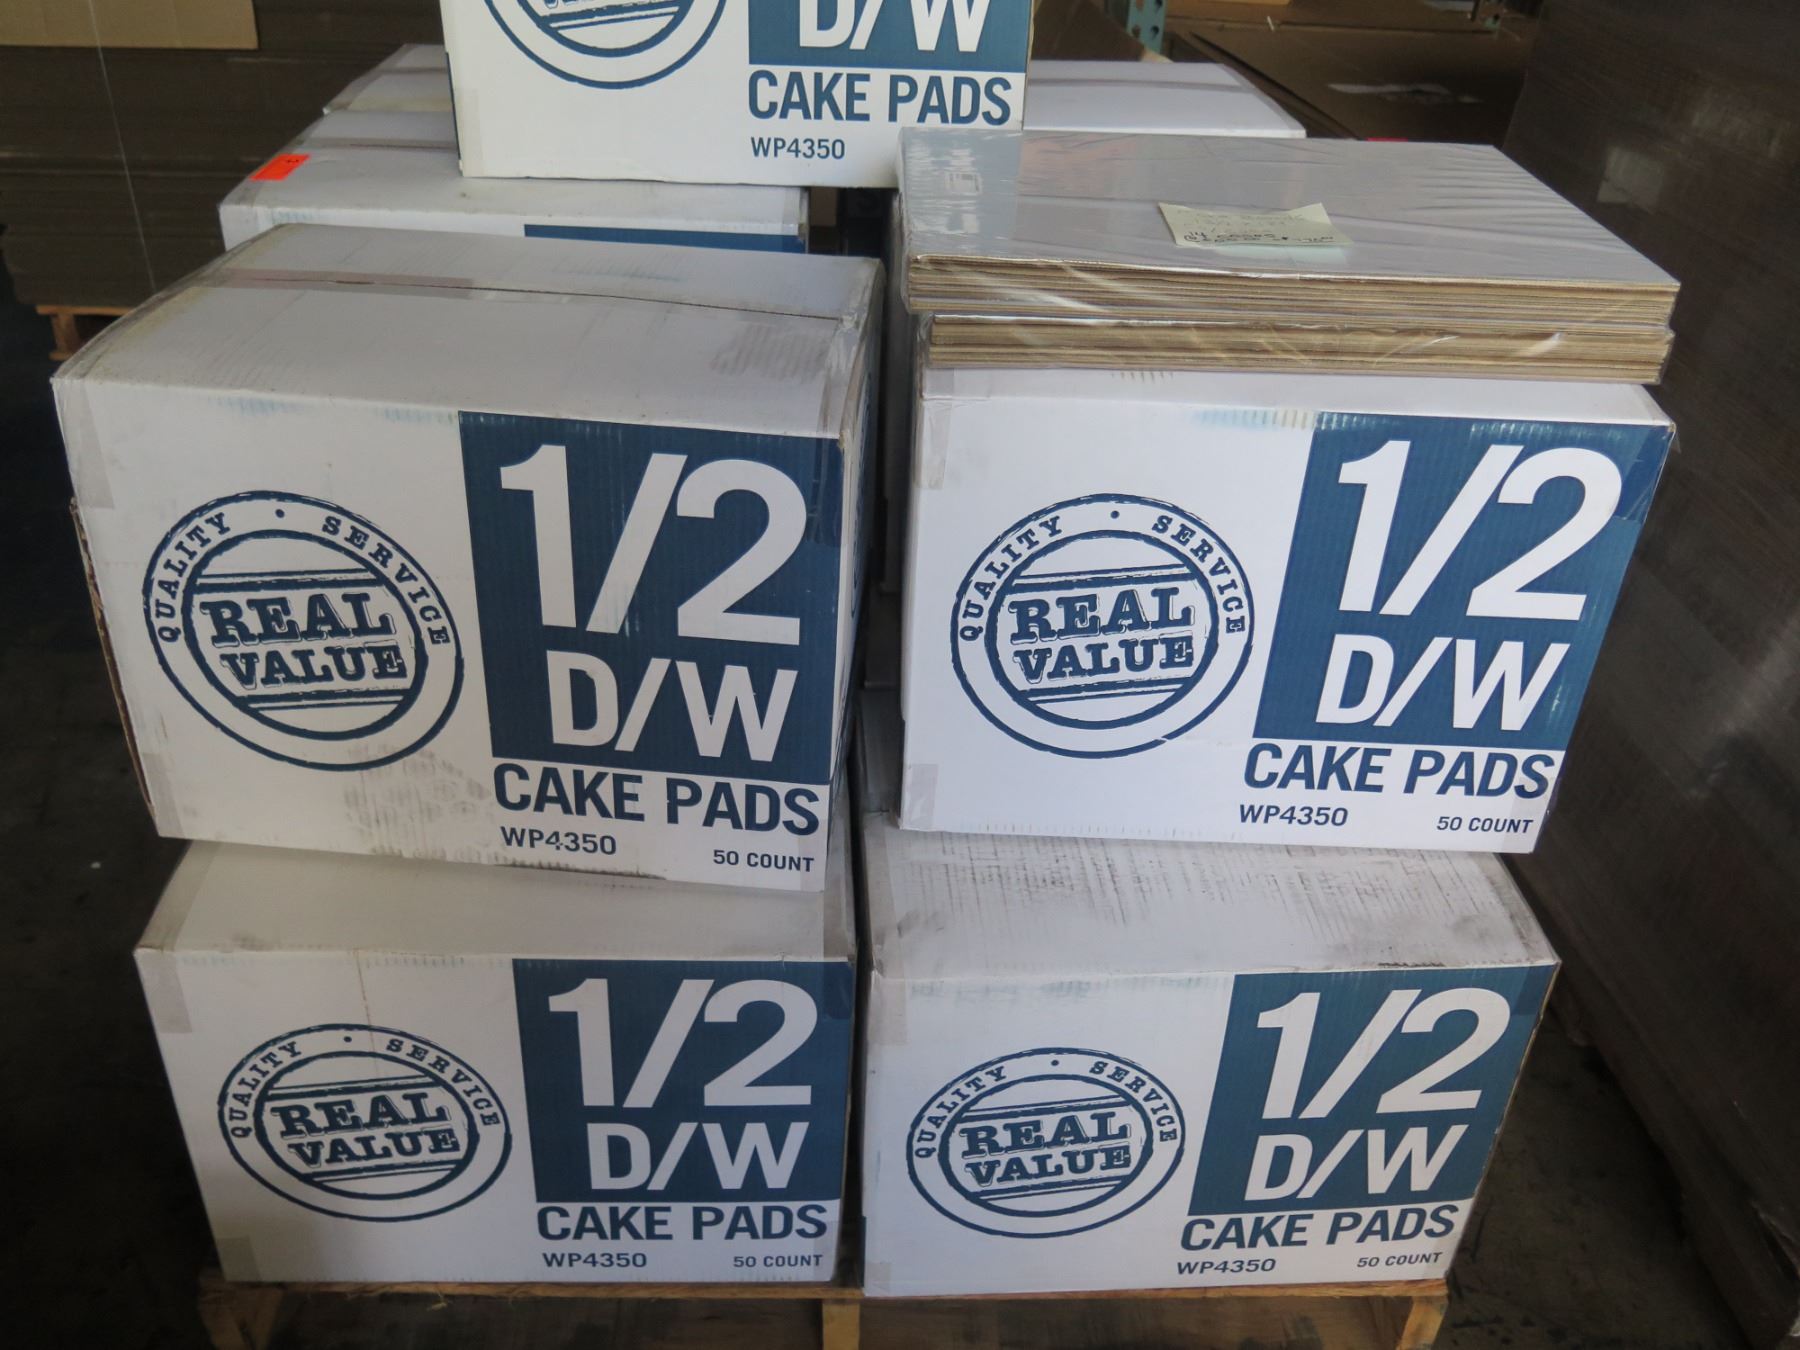 D/W
CAKE PADS
WP4350
14 CASES
QUALITY · SERVICE
REAL
VALUE
1/2
D/W
CAKE PADS
WP4350
50 COUNT
QUALITY · SERVICE
REAL
VALUE
1/2
D/W
CAKE PADS
WP4350
50 COUNT
QUALITY · SERVICE
REAL
VALUE
1/2
D/W
CAKE PADS
WP4350
50 COUNT
QUALITY · SERVICE
REAL
VALUE
1/2
D/W
CAKE PADS
WP4350
50 COUNT